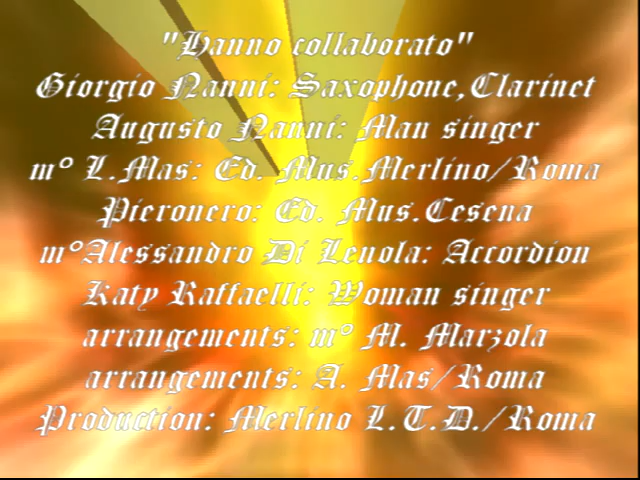 "Hanno collaborato"
Giorgio Nanni: Saxophone,Clarinet
Augusto Nanni: Man singer
m° L.Mas: Ed. Mus.Merlino/Roma
Pieronero: Ed. Mus.Cesena
m°Alessandro Di Lenola: Accordion
Katy Raffaelli: Woman singer
arrangements: m° M. Marzola
arrangements: A. Mas/Roma
Production: Merlino L.T.D./Roma